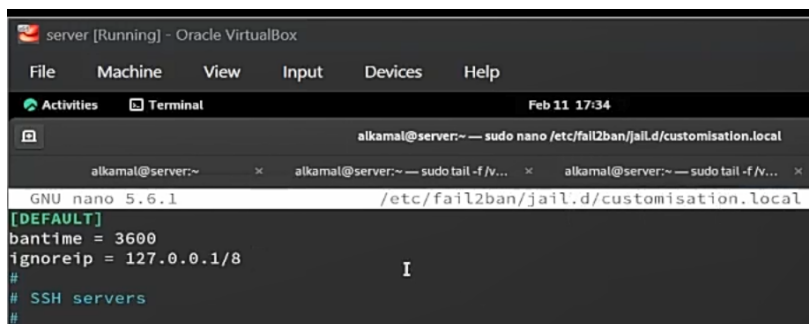 server [Running] - Oracle VirtualBox
File Machine View Input Devices Help
Activities Terminal Feb 11 17:34
alkamal@server:~ — sudo nano /etc/fail2ban/jail.d/customisation.local
alkamal@server:~ × alkamal@server:~ — sudo tail -f /v... × alkamal@server:~ — sudo tail -f /v... ×
GNU nano 5.6.1 /etc/fail2ban/jail.d/customisation.local
[DEFAULT]
bantime = 3600
ignoreip = 127.0.0.1/8
#
# SSH servers
#